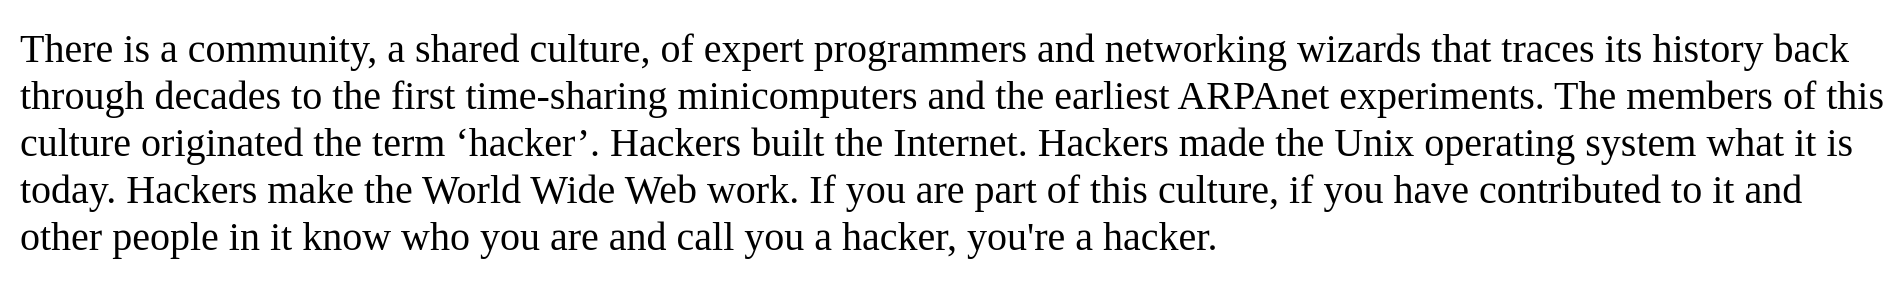 There is a community, a shared culture, of expert programmers and networking wizards that traces its history back
through decades to the first time-sharing minicomputers and the earliest ARPAnet experiments. The members of this
culture originated the term ‘hacker’. Hackers built the Internet. Hackers made the Unix operating system what it is
today. Hackers make the World Wide Web work. If you are part of this culture, if you have contributed to it and
other people in it know who you are and call you a hacker, you're a hacker.